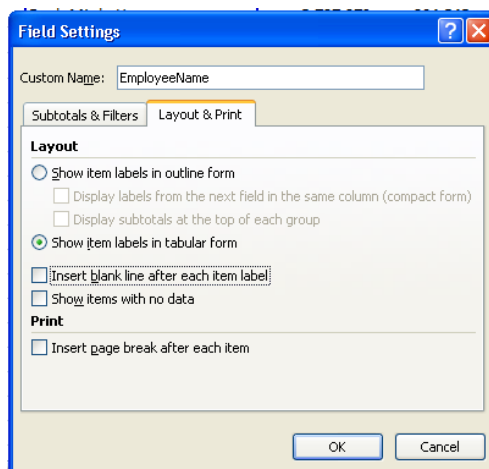 Field Settings
Custom Name: EmployeeName
Subtotals & Filters Layout & Print
Layout
Show item labels in outline form
Display labels from the next field in the same column (compact form)
Display subtotals at the top of each group
Show item labels in tabular form
Insert blank line after each item label
Show items with no data
Print
Insert page break after each item
OK Cancel